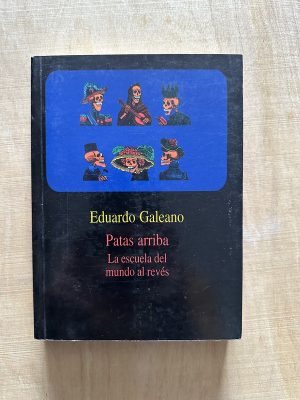 Eduardo Galeano
Patas arriba
La escuela del
mundo al revés